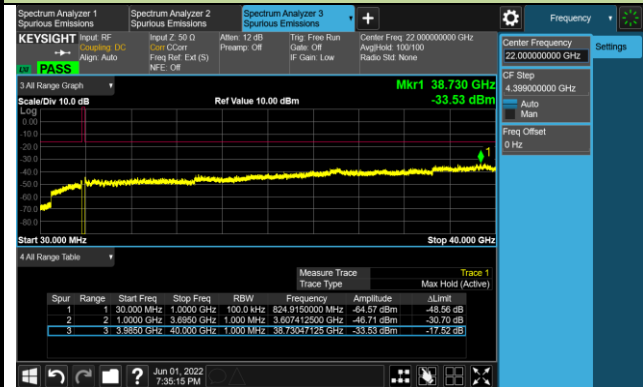 Spectrum Analyzer 1
Spurious Emissions
Spectrum Analyzer 2
Spurious Emissions
Spectrum Analyzer 3
Spurious Emissions
Frequency
KEYSIGHT
Input: RF
Coupling: DC
Align: Auto
Input Z: 50 Ω
Corr CCorr
Freq Ref: Ext (S)
NFE: Off
Atten: 12 dB
Preamp: Off
Trig: Free Run
Gate: Off
IF Gain: Low
Center Freq: 22.000000000 GHz
Avg|Hold: 100/100
Radio Std: None
PASS
Center Frequency
22.000000000 GHz
Settings
CF Step
4.399000000 GHz
Auto
Man
Freq Offset
0 Hz
3 All Range Graph
Mkr1 38.730 GHz
Scale/Div 10.0 dB
Ref Value 10.00 dBm
-33.53 dBm
Log
0.00
-10.0
-20.0
-30.0
-40.0
-50.0
-60.0
-70.0
-80.0
1
Start 30.000 MHz
Stop 40.000 GHz
4 All Range Table
Measure Trace Trace 1
Trace Type Max Hold (Active)
Spur Range Start Freq Stop Freq RBW Frequency Amplitude ΔLimit
1 1 30.000 MHz 1.0000 GHz 100.0 kHz 824.9150000 MHz -64.57 dBm -48.56 dB
2 2 1.0000 GHz 3.6950 GHz 1.000 MHz 3.607412500 GHz -46.71 dBm -30.70 dB
3 3 3.9850 GHz 40.000 GHz 1.000 MHz 38.73047125 GHz -33.53 dBm -17.52 dB
Jun 01, 2022
7:35:15 PM